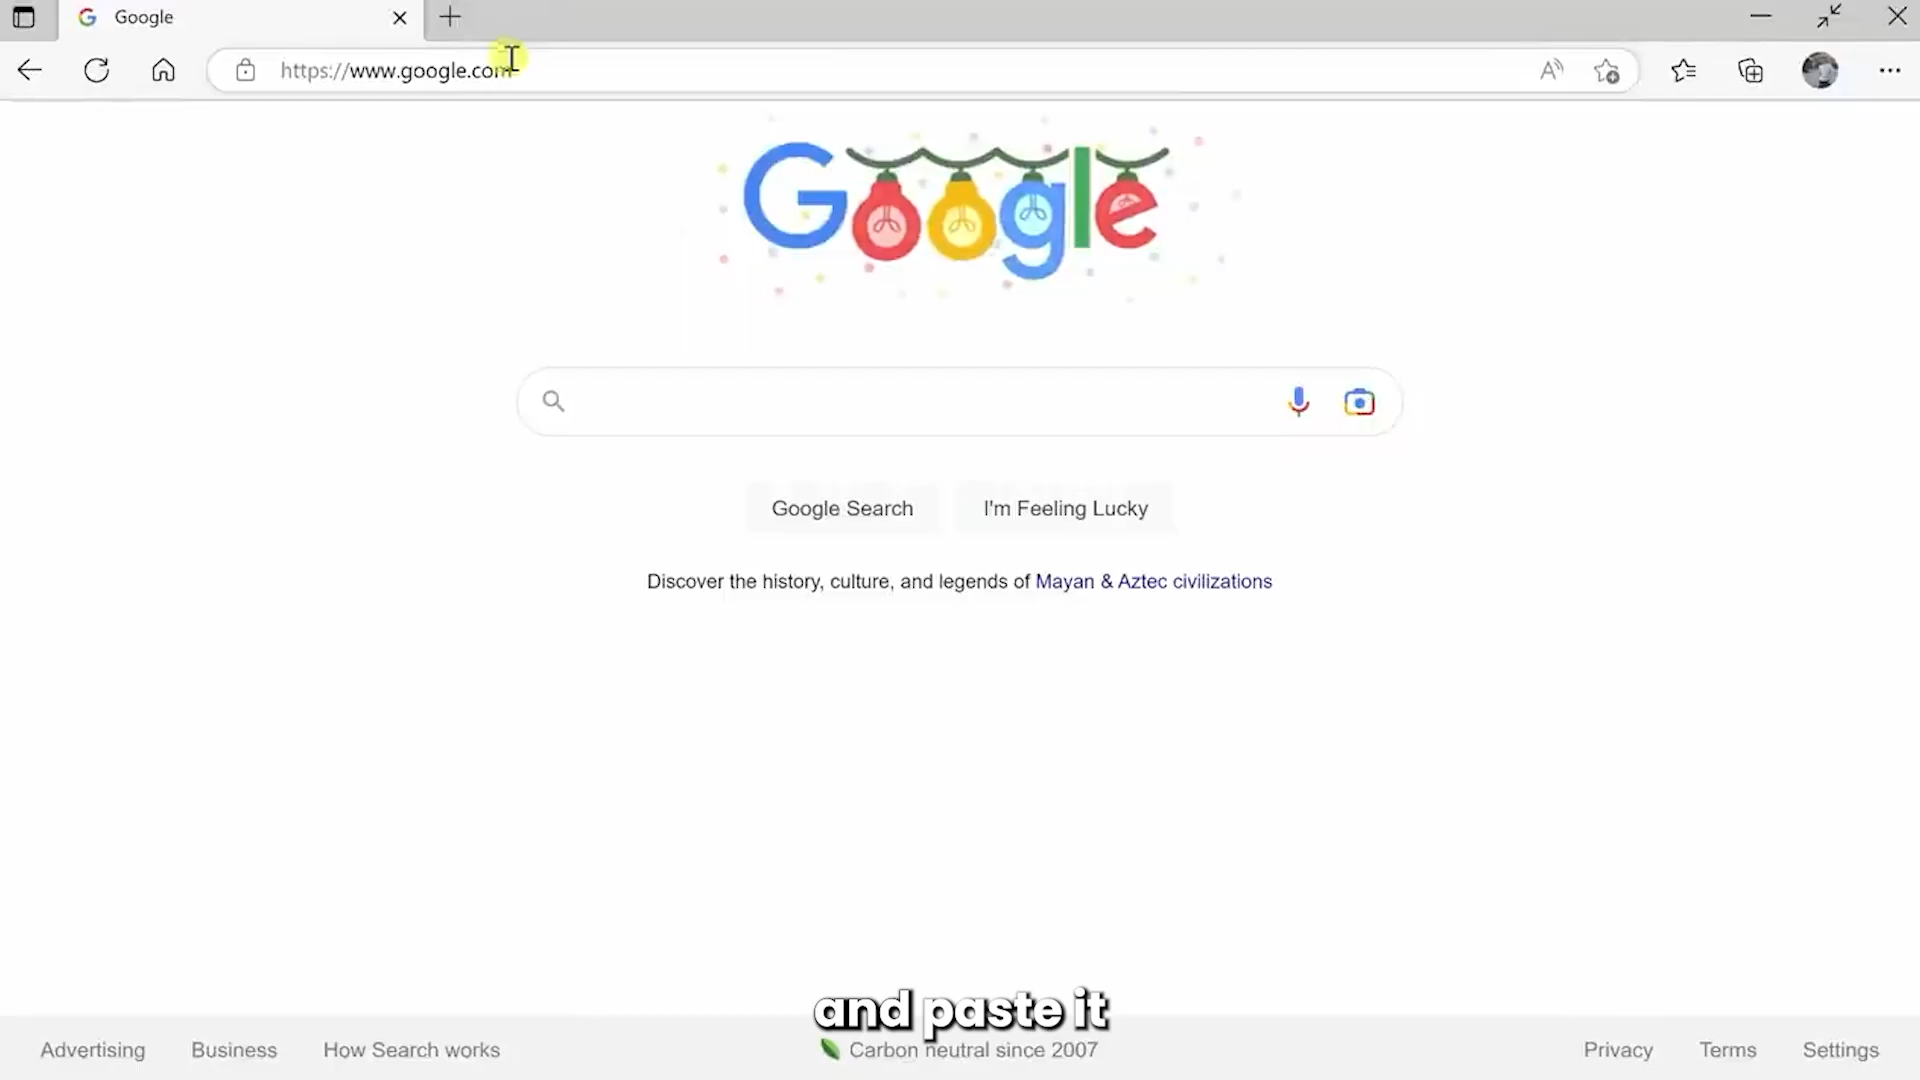 Google
https://www.google.com
Google
Google Search
I'm Feeling Lucky
Discover the history, culture, and legends of Mayan & Aztec civilizations
and paste it
Advertising
Business
How Search works
Carbon neutral since 2007
Privacy
Terms
Settings